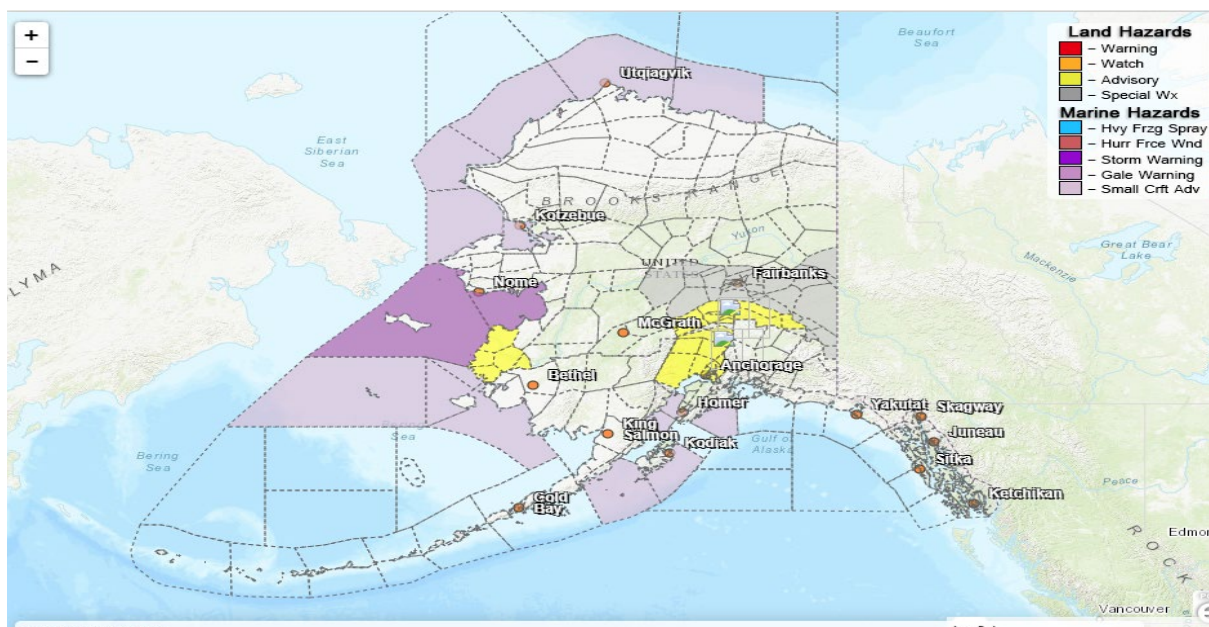 +
−
Land Hazards
– Warning
– Watch
– Advisory
– Special Wx
Marine Hazards
– Hvy Frzg Spray
– Hurr Frce Wnd
– Storm Warning
– Gale Warning
– Small Crft Adv
Beaufort
Sea
Utqiagvik
East
Siberian
Sea
BROOKS RANGE
Kotzebue
Yukon
Great Bear
Lake
Mackenzie
LYMA
UNITED
STATES
Fairbanks
Nome
McGrath
Anchorage
Bethel
Homer
Yakutat
Skagway
King
Salmon
Juneau
Sea
Kodiak
Gulf of
Alaska
Bering
Sea
Sitka
Peace
Ketchikan
Cold
Bay
ROCK
Edmo
Vancouver